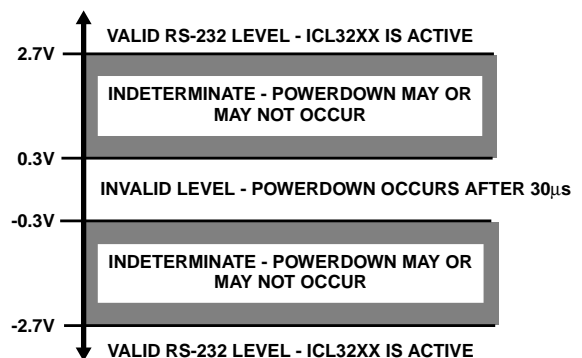 VALID RS-232 LEVEL - ICL32XX IS ACTIVE
2.7V
INDETERMINATE - POWERDOWN MAY OR
MAY NOT OCCUR
0.3V
INVALID LEVEL - POWERDOWN OCCURS AFTER 30μs
-0.3V
INDETERMINATE - POWERDOWN MAY OR
MAY NOT OCCUR
-2.7V
VALID RS-232 LEVEL - ICL32XX IS ACTIVE